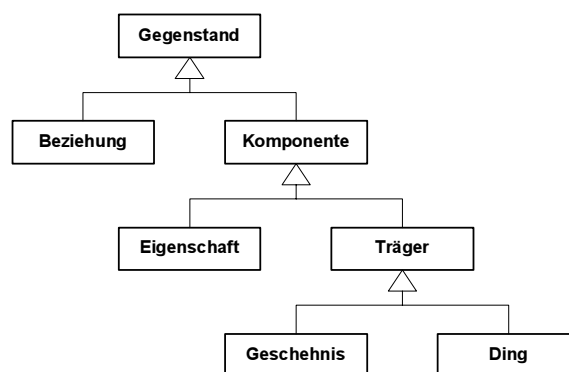 Gegenstand
Beziehung
Komponente
Eigenschaft
Träger
Geschehnis
Ding